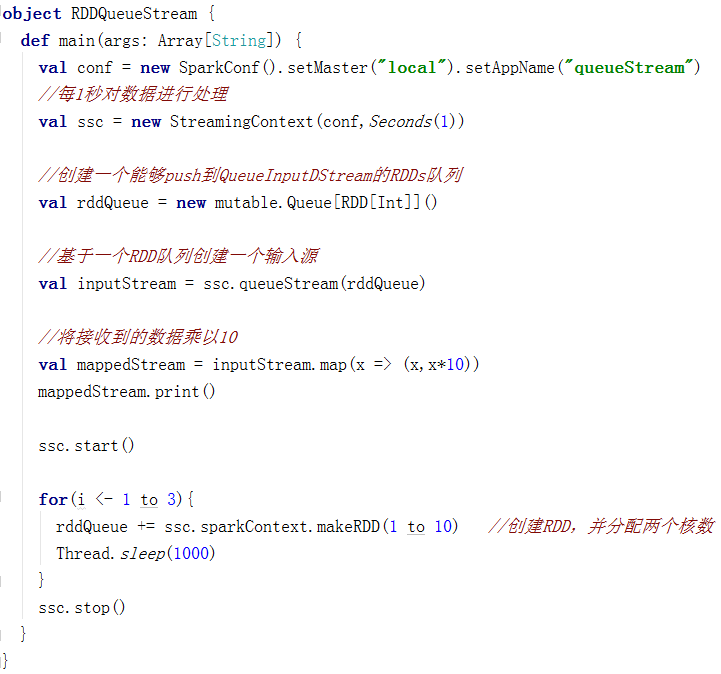 object RDDQueueStream {
def main(args: Array[String]) {
val conf = new SparkConf().setMaster("local").setAppName("queueStream")
//每1秒对数据进行处理
val ssc = new StreamingContext(conf,Seconds(1))
//创建一个能够push到QueueInputDStream的RDDs队列
val rddQueue = new mutable.Queue[RDD[Int]]()
//基于一个RDD队列创建一个输入源
val inputStream = ssc.queueStream(rddQueue)
//将接收到的数据乘以10
val mappedStream = inputStream.map(x => (x,x*10))
mappedStream.print()
ssc.start()
for(i <- 1 to 3){
rddQueue += ssc.sparkContext.makeRDD(1 to 10)   //创建RDD，并分配两个核数
Thread.sleep(1000)
}
ssc.stop()
}
}